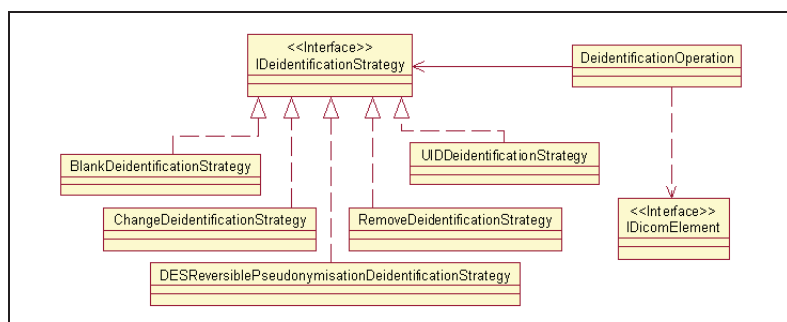 <<Interface>>
IDeidentificationStrategy
DeidentificationOperation
BlankDeidentificationStrategy
UIDDeidentificationStrategy
ChangeDeidentificationStrategy
RemoveDeidentificationStrategy
<<Interface>>
IDicomElement
DESReversiblePseudonymisationDeidentificationStrategy